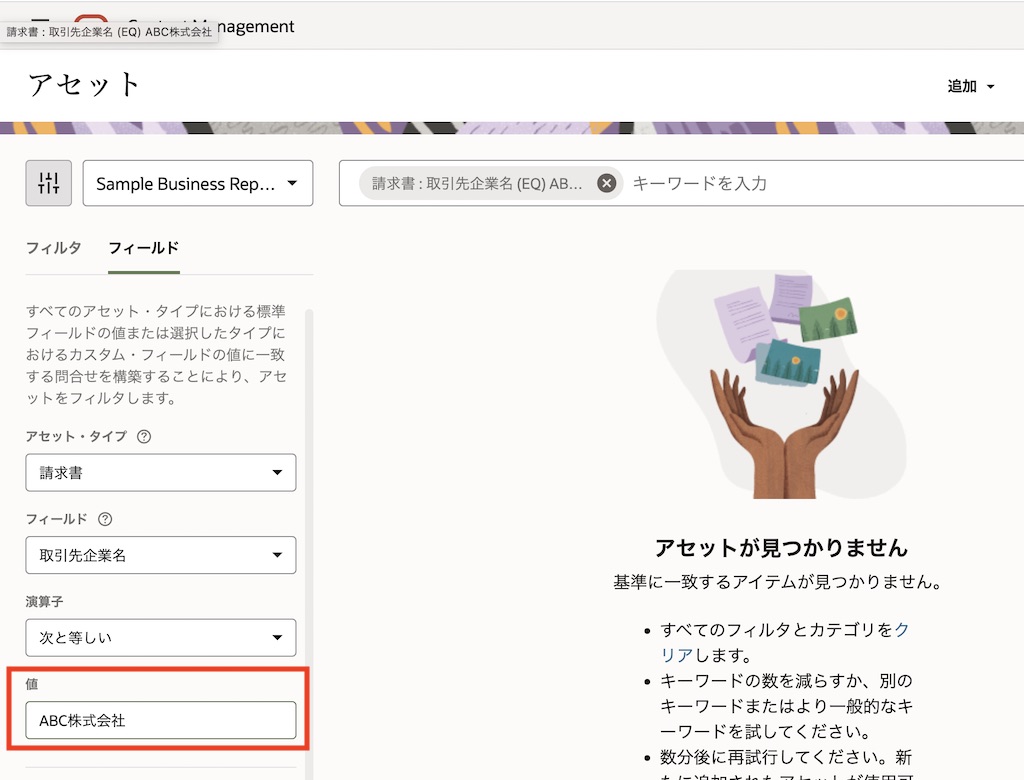 請求書 : 取引先企業名 (EQ) ABC株式会社
アセット
追加
Sample Business Rep...
請求書 : 取引先企業名 (EQ) AB...
キーワードを入力
フィルタ
フィールド
すべてのアセット・タイプにおける標準
フィールドの値または選択したタイプに
おけるカスタム・フィールドの値に一致
する問合せを構築することにより、アセ
ットをフィルタします。
アセット・タイプ
請求書
フィールド
取引先企業名
演算子
次と等しい
値
ABC株式会社
アセットが見つかりません
基準に一致するアイテムが見つかりません。
すべてのフィルタとカテゴリをク
リアします。
キーワードの数を減らすか、別の
キーワードまたはより一般的なキ
ーワードを試してください。
数分後に再試行してください。新